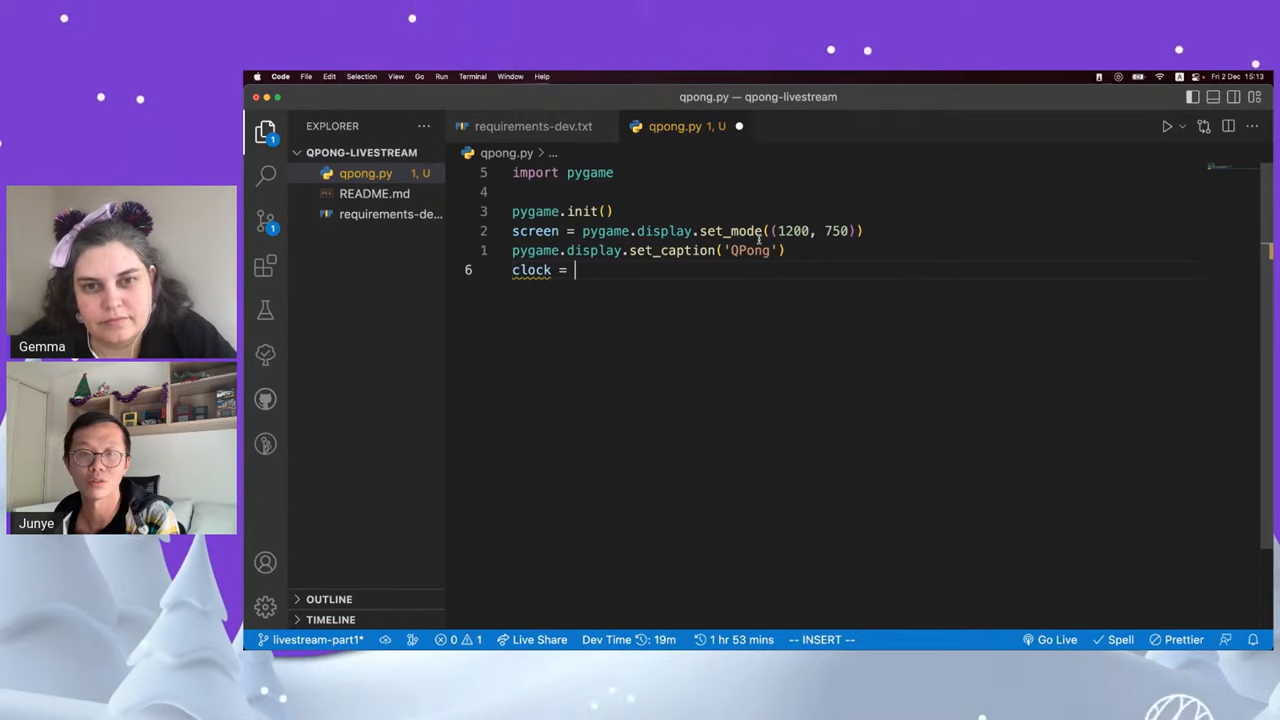 Code File Edit Selection View Go Run Terminal Window Help
Fri 2 Dec 15:13
qpong.py — qpong-livestream
EXPLORER
requirements-dev.txt
qpong.py 1, U
QPONG-LIVESTREAM
qpong.py 1, U
README.md
requirements-de...
OUTLINE
TIMELINE
qpong.py > ...
5 import pygame
4
3 pygame.init()
2 screen = pygame.display.set_mode((1200, 750))
1 pygame.display.set_caption('QPong')
6 clock =
1
1
Gemma
Junye
livestream-part1*
0 1
Live Share
Dev Time : 19m
1 hr 53 mins
-- INSERT --
Go Live
Spell
Prettier